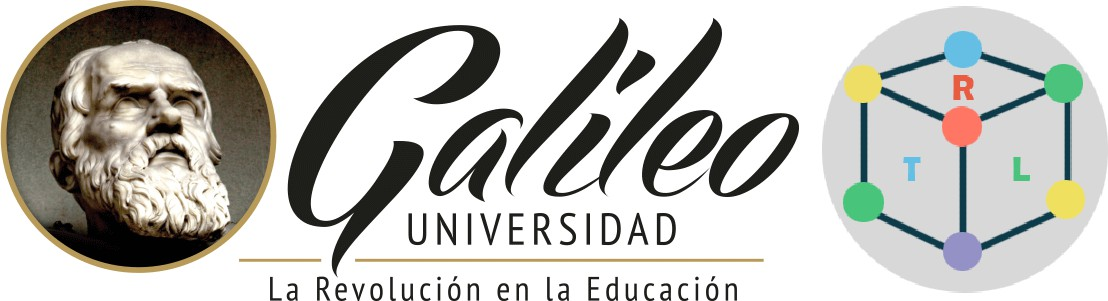 Galileo
UNIVERSIDAD
La Revolución en la Educación
R
T L